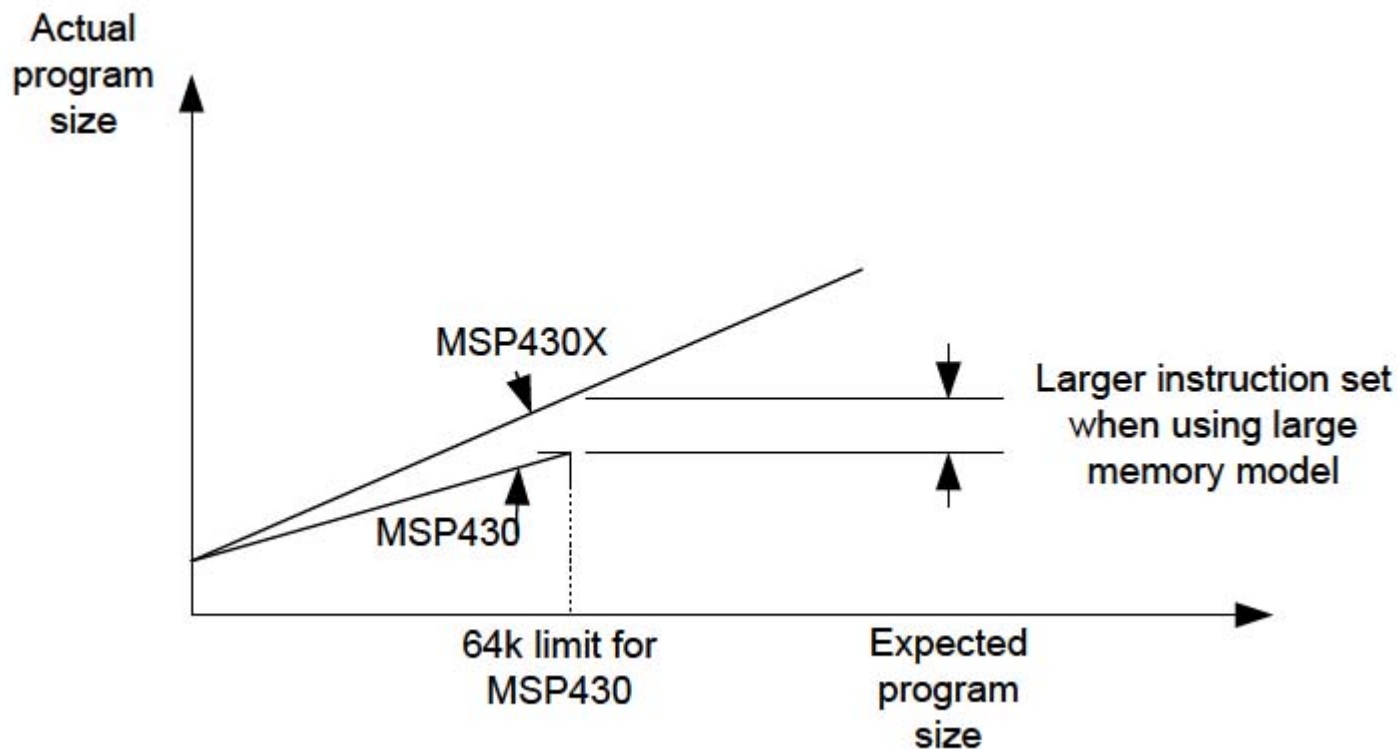 Actual
program
size
MSP430X
MSP430
Larger instruction set
when using large
memory model
64k limit for
MSP430
Expected
program
size